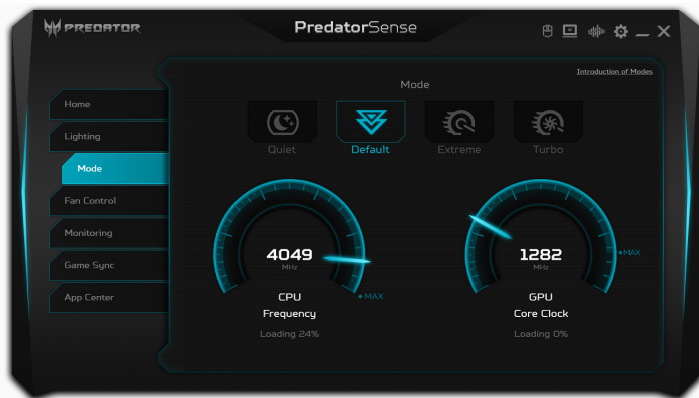 PREDATOR
PredatorSense
Introduction of Modes
Mode
Home
Lighting
Mode
Fan Control
Monitoring
Game Sync
App Center
Quiet
Default
Extreme
Turbo
4049
MHz
MAX
CPU
Frequency
Loading 24%
1282
MHz
MAX
GPU
Core Clock
Loading 0%